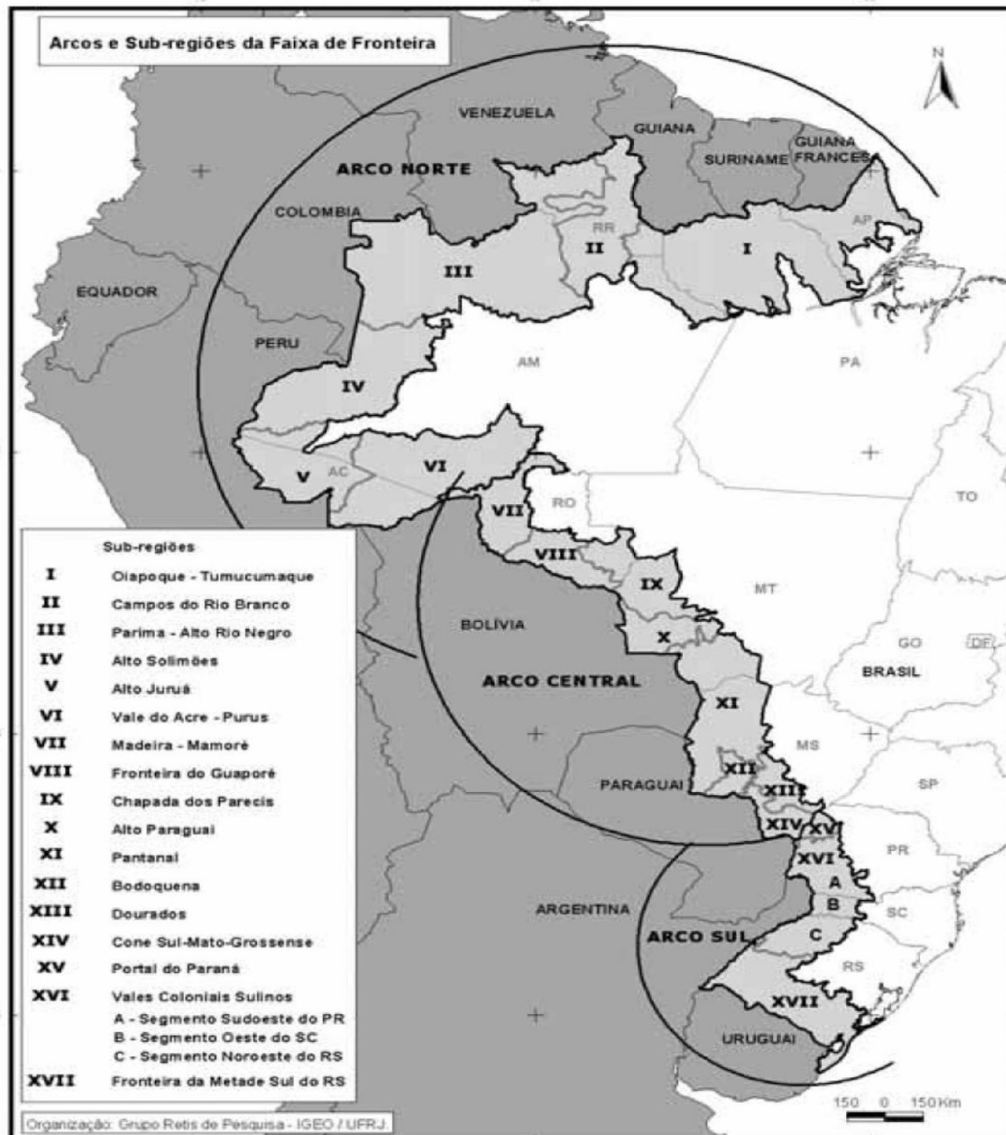 Arcos e Sub-regiões da Faixa de Fronteira
N
VENEZUELA
GUIANA
SURINAME
GUIANA
FRANCES
ARCO NORTE
COLOMBIA
AP
RR
I
II
III
EQUADOR
PERU
AM
PA
IV
V
AC
VI
VII
RO
TO
VIII
IX
MT
BOLÍVIA
X
GO
DF
BRASIL
ARCO CENTRAL
XI
MS
XII
PARAGUAI
XIII
SP
XIV
XV
XVI
PR
A
B
SC
ARGENTINA
ARCO SUL
C
RS
XVII
URUGUAI
150 0 150 Km
Sub-regiões
I Oiapoque - Tumucumaque
II Campos do Rio Branco
III Parima - Alto Rio Negro
IV Alto Solimões
V Alto Juruá
VI Vale do Acre - Purus
VII Madeira - Mamoré
VIII Fronteira do Guaporé
IX Chapada dos Parecis
X Alto Paraguai
XI Pantanal
XII Bodoquena
XIII Dourados
XIV Cone Sul-Mato-Grossense
XV Portal do Paraná
XVI Vales Coloniais Sulinos
A - Segmento Sudoeste do PR
B - Segmento Oeste do SC
C - Segmento Noroeste do RS
XVII Fronteira da Metade Sul do RS
Organização: Grupo Retis de Pesquisa - IGEO / UFRJ.